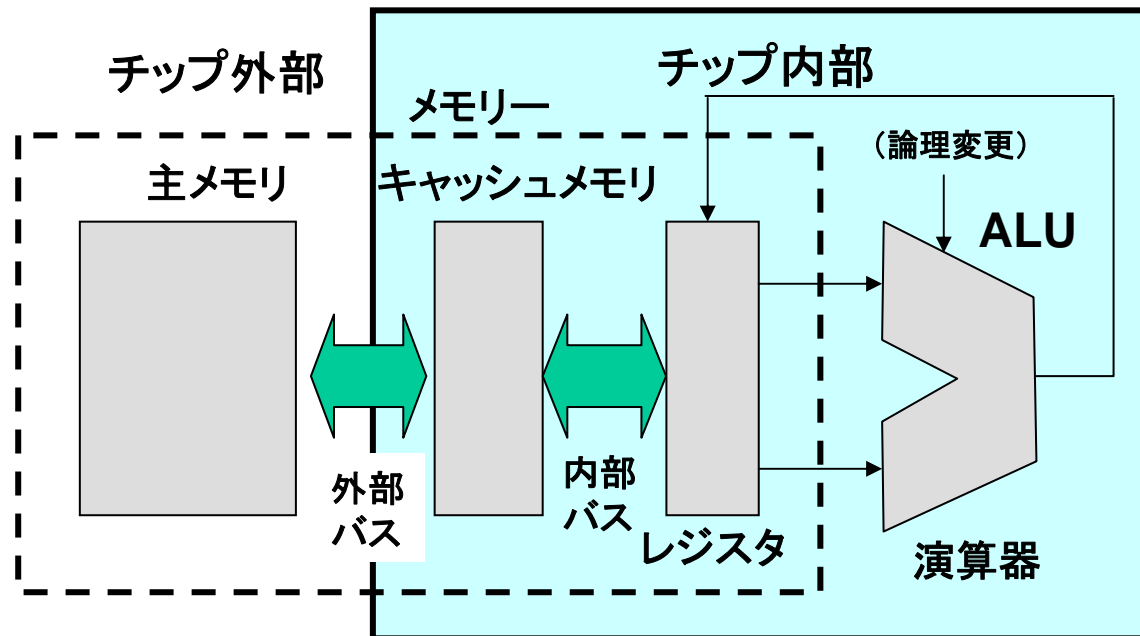 チップ外部
チップ内部
メモリー
(論理変更)
主メモリ
キャッシュメモリ
ALU
外部
バス
内部
バス
レジスタ
演算器